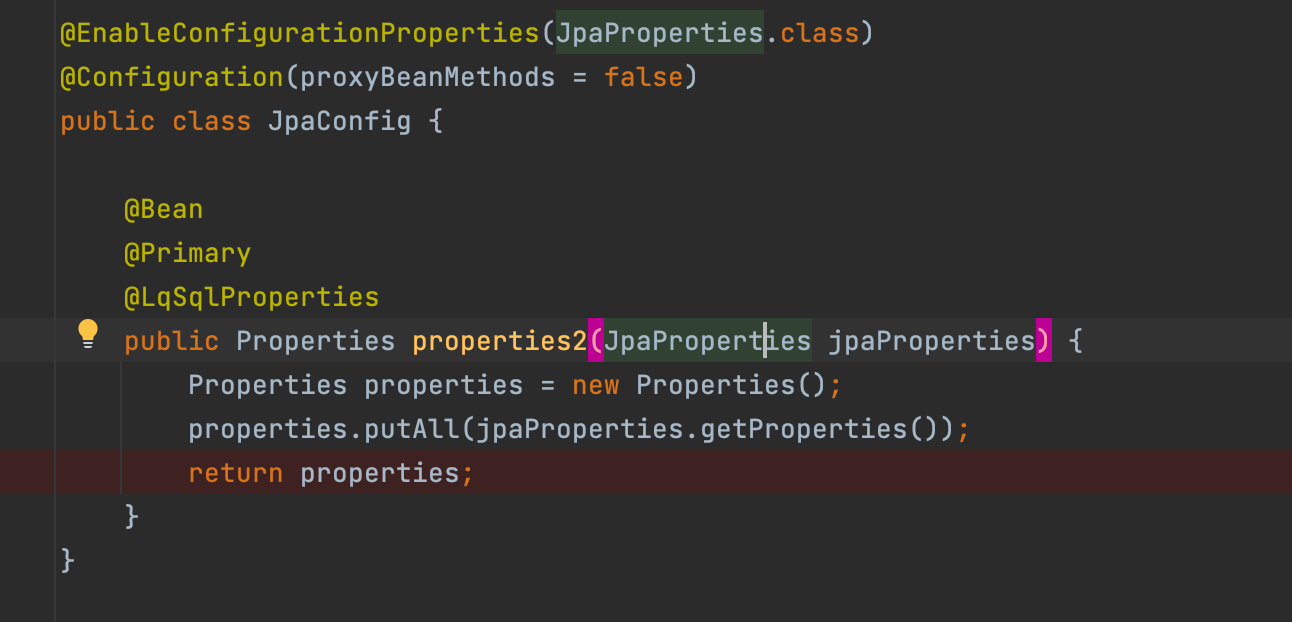 @EnableConfigurationProperties(JpaProperties.class)
@Configuration(proxyBeanMethods = false)
public class JpaConfig {
@Bean
@Primary
@LqSqlProperties
public Properties properties2(JpaProperties jpaProperties) {
Properties properties = new Properties();
properties.putAll(jpaProperties.getProperties());
return properties;
}
}